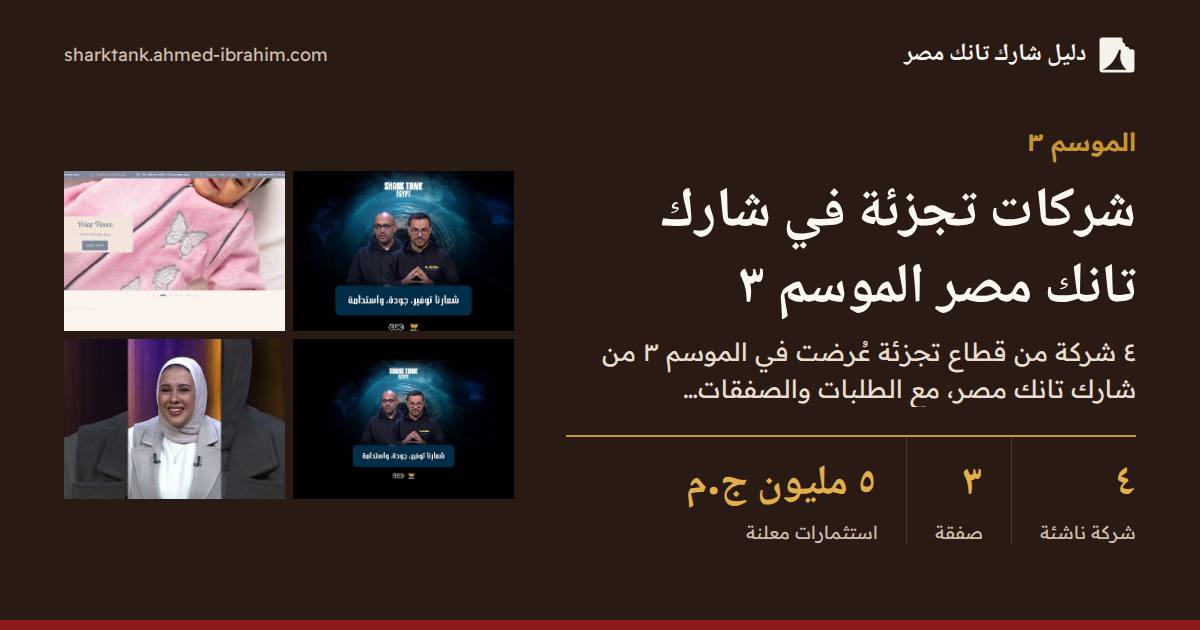 دليل شارك تانك مصر
sharktank.ahmed-ibrahim.com
الموسم ٣
شركات تجزئة في شارك
تانك مصر الموسم ٣
٤ شركة من قطاع تجزئة عُرضت في الموسم ٣ من
شارك تانك مصر، مع الطلبات والصفقات…
٤
شركة ناشئة
٣
صفقة
٥ مليون ج.م
استثمارات معلنة
Polar Fleece
SHARK TANK
EGYPT
شعارنا توفير، جودة، واستدامة
SHARK TANK
EGYPT
شعارنا توفير، جودة، واستدامة